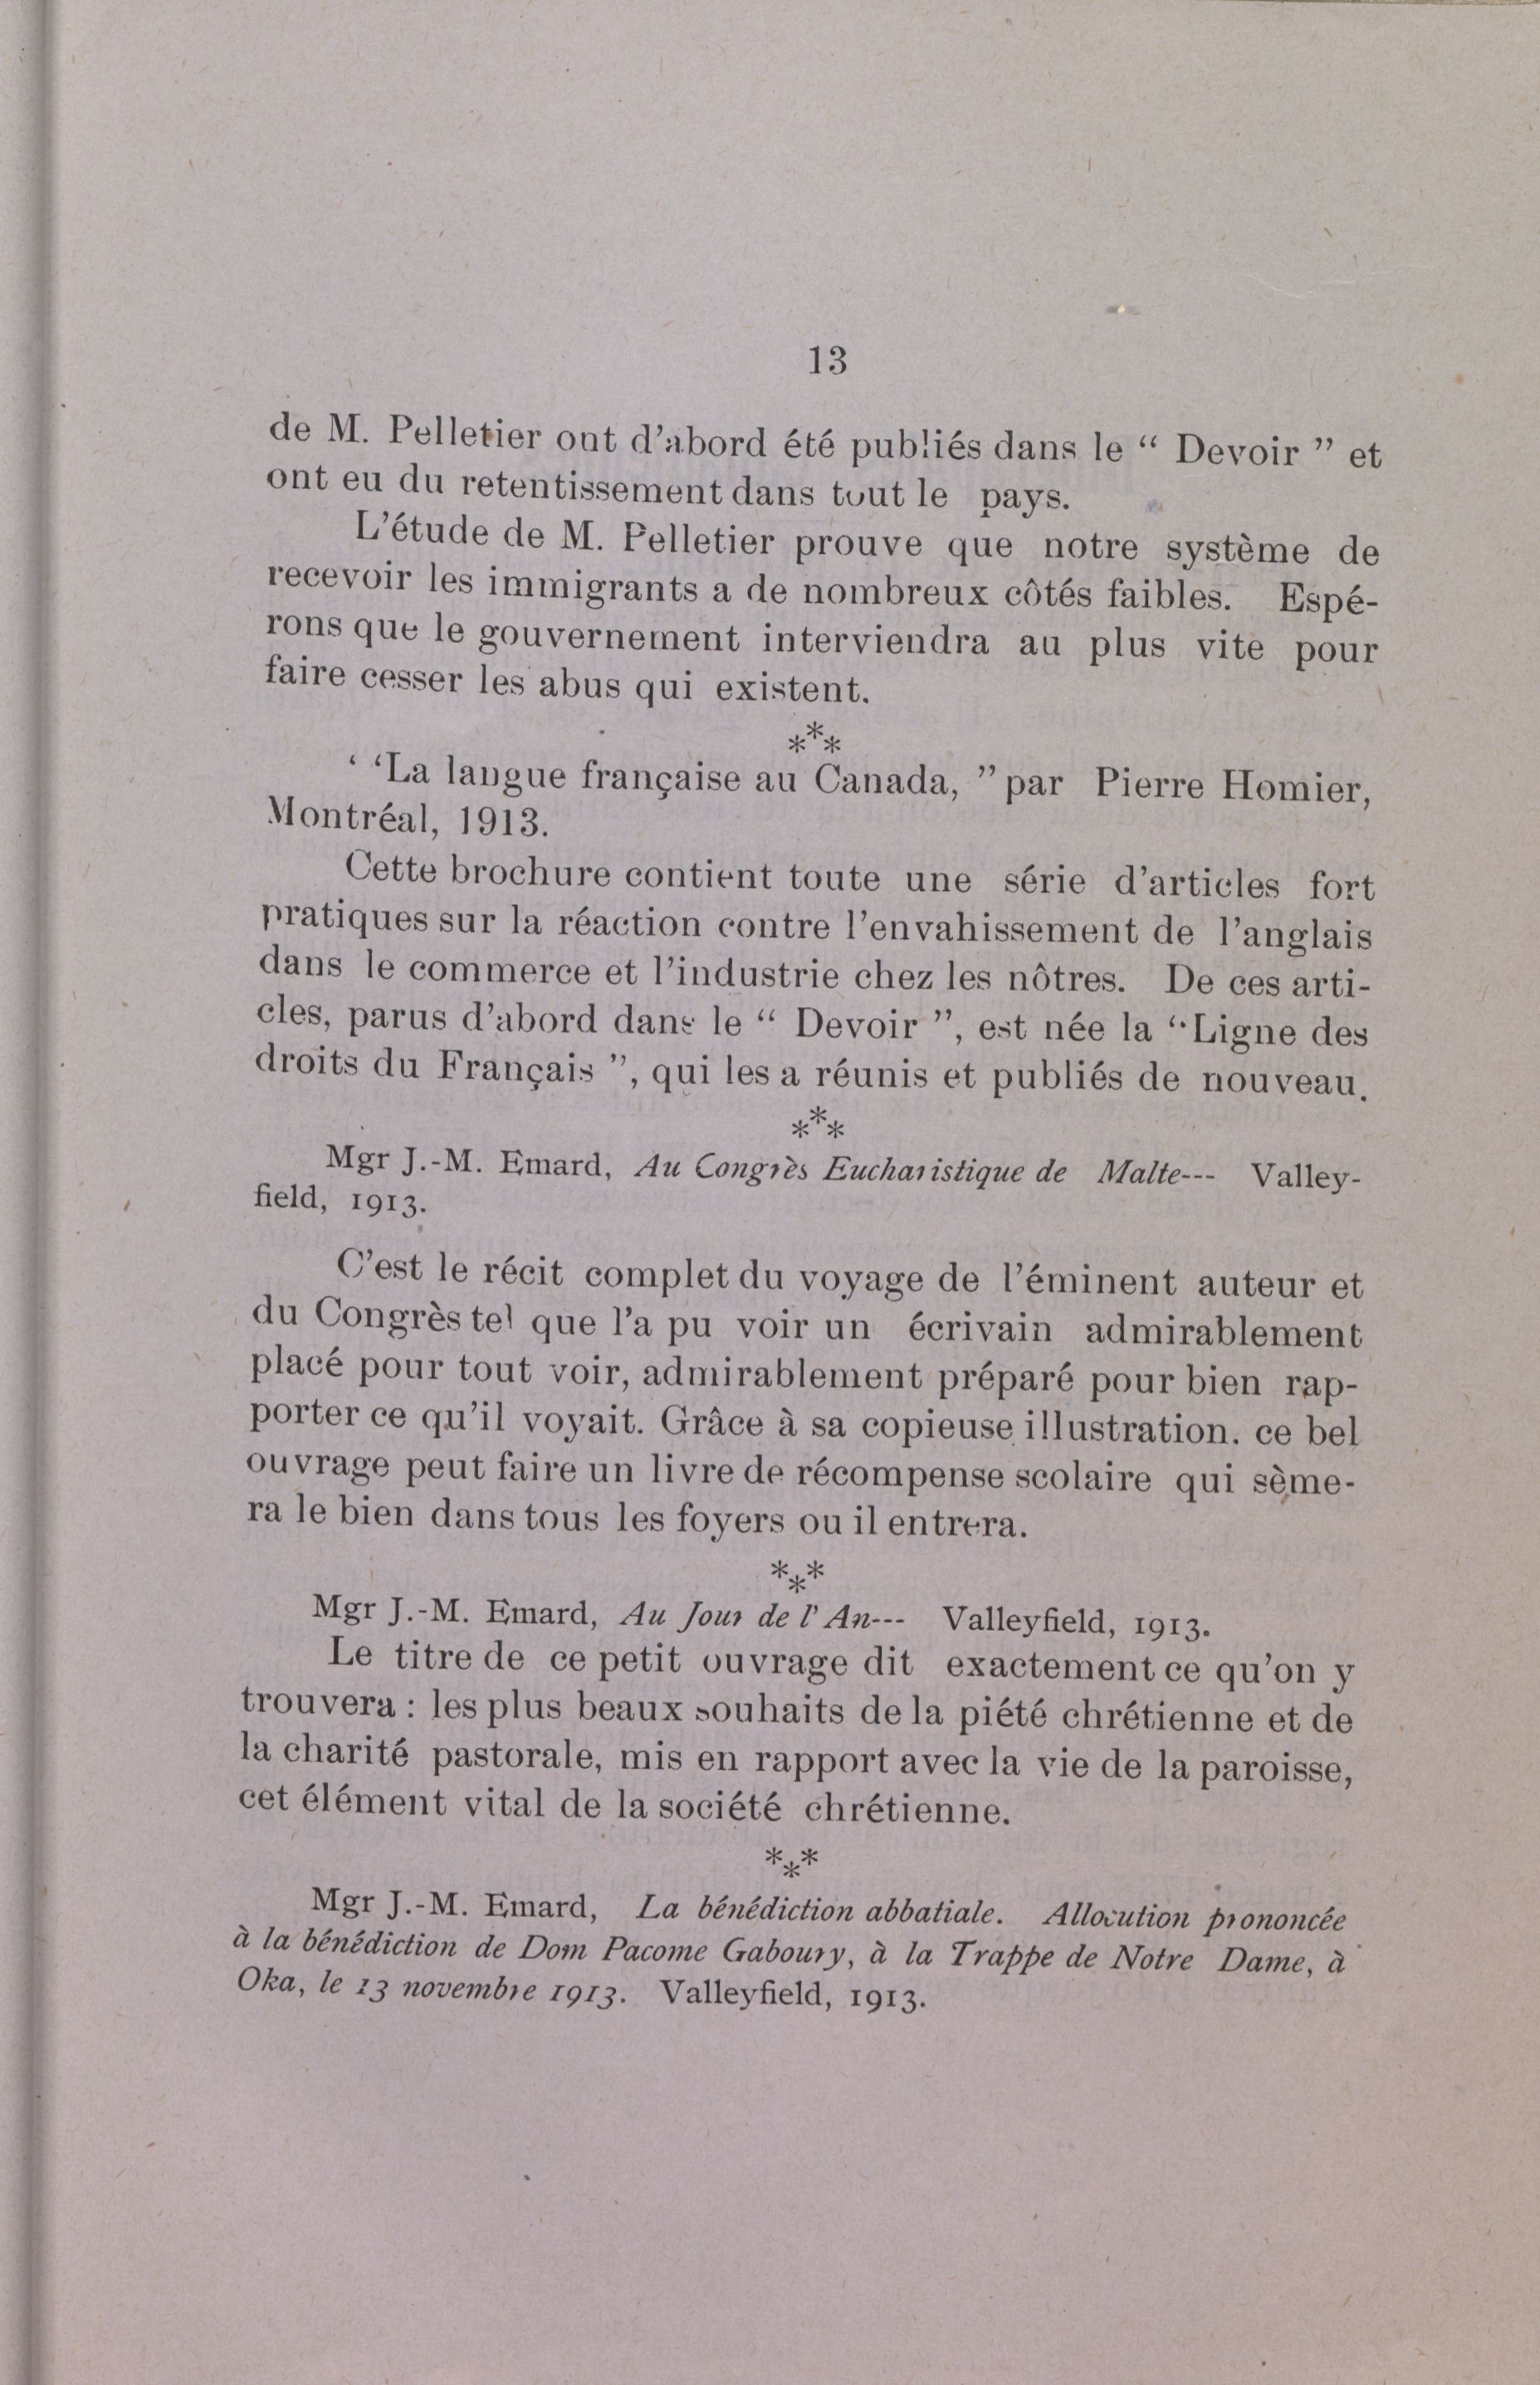 13
de M. Pelletier ont d'abord été publiés dans le “ Devoir ” et
ont eu du retentissement dans tout le pays.
L'étude de M. Pelletier prouve que notre système de
recevoir les immigrants a de nombreux côtés faibles. Espé-
rons que le gouvernement interviendra au plus vite pour
faire cesser les abus qui existent.
***
‘ ‘La langue française au Canada, ” par Pierre Homier,
Montréal, 1913.
Cette brochure contient toute une série d'articles fort
pratiques sur la réaction contre l'envahissement de l'anglais
dans le commerce et l'industrie chez les nôtres. De ces arti-
cles, parus d'abord dans le “ Devoir ”, est née la “Ligne des
droits du Français ”, qui les a réunis et publiés de nouveau.
***
Mgr J.-M. Emard, Au Congrès Eucharistique de Malte--- Valley-
field, 1913.
C'est le récit complet du voyage de l'éminent auteur et
du Congrès tel que l'a pu voir un écrivain admirablement
placé pour tout voir, admirablement préparé pour bien rap-
porter ce qu'il voyait. Grâce à sa copieuse illustration. ce bel
ouvrage peut faire un livre de récompense scolaire qui sème-
ra le bien dans tous les foyers ou il entrera.
***
Mgr J.-M. Emard, Au Jour de l' An--- Valleyfield, 1913.
Le titre de ce petit ouvrage dit exactement ce qu'on y
trouvera : les plus beaux souhaits de la piété chrétienne et de
la charité pastorale, mis en rapport avec la vie de la paroisse,
cet élément vital de la société chrétienne.
***
Mgr J.-M. Emard, La bénédiction abbatiale. Allocution prononcée
à la bénédiction de Dom Pacome Gaboury, à la Trappe de Notre Dame, à
Oka, le 13 novembre 1913. Valleyfield, 1913.